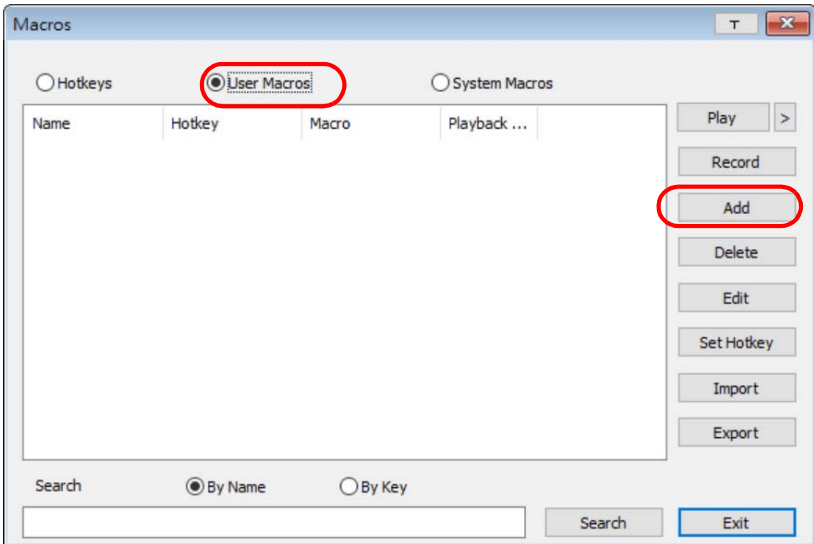 Macros
T
Hotkeys User Macros System Macros
Name Hotkey Macro Playback ...
Play >
Record
Add
Delete
Edit
Set Hotkey
Import
Export
Search By Name By Key
Search Exit